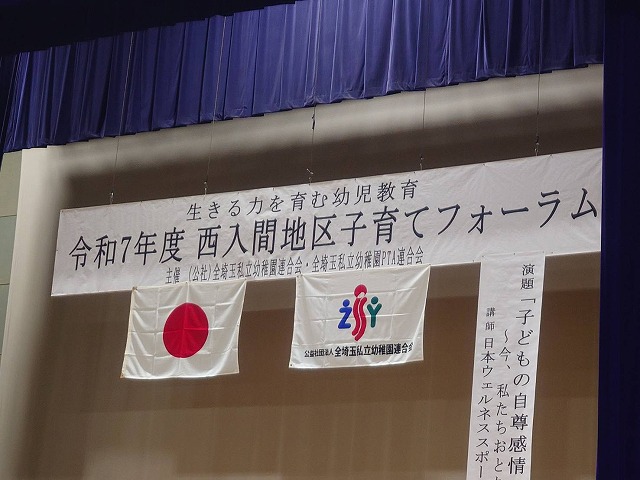 生きる力を育む幼児教育
令和7年度 西入間地区子育てフォーラム
主催 (公社)全埼玉私立幼稚園連合会・全埼玉私立幼稚園PTA連合会
ZSY
公益社団法人 全埼玉私立幼稚園連合会
演題「子どもの自尊感情
～今、私たちおとな
講師 日本ウェルネススポー